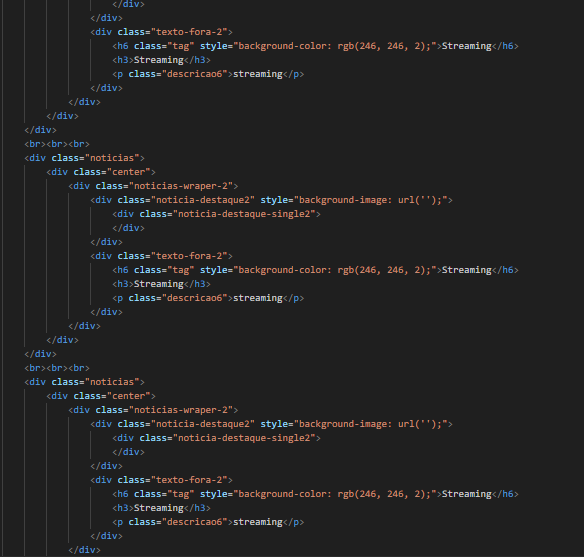 </div>
</div>
<div class="texto-fora-2">
<h6 class="tag" style="background-color: rgb(246, 246, 2);">Streaming</h6>
<h3>Streaming</h3>
<p class="descricao6">streaming</p>
</div>
</div>
</div>
</div>
<br><br><br>
<div class="noticias">
<div class="center">
<div class="noticias-wraper-2">
<div class="noticia-destaque2" style="background-image: url('');">
<div class="noticia-destaque-single2">
</div>
</div>
<div class="texto-fora-2">
<h6 class="tag" style="background-color: rgb(246, 246, 2);">Streaming</h6>
<h3>Streaming</h3>
<p class="descricao6">streaming</p>
</div>
</div>
</div>
</div>
<br><br><br>
<div class="noticias">
<div class="center">
<div class="noticias-wraper-2">
<div class="noticia-destaque2" style="background-image: url('');">
<div class="noticia-destaque-single2">
</div>
</div>
<div class="texto-fora-2">
<h6 class="tag" style="background-color: rgb(246, 246, 2);">Streaming</h6>
<h3>Streaming</h3>
<p class="descricao6">streaming</p>
</div>
</div>